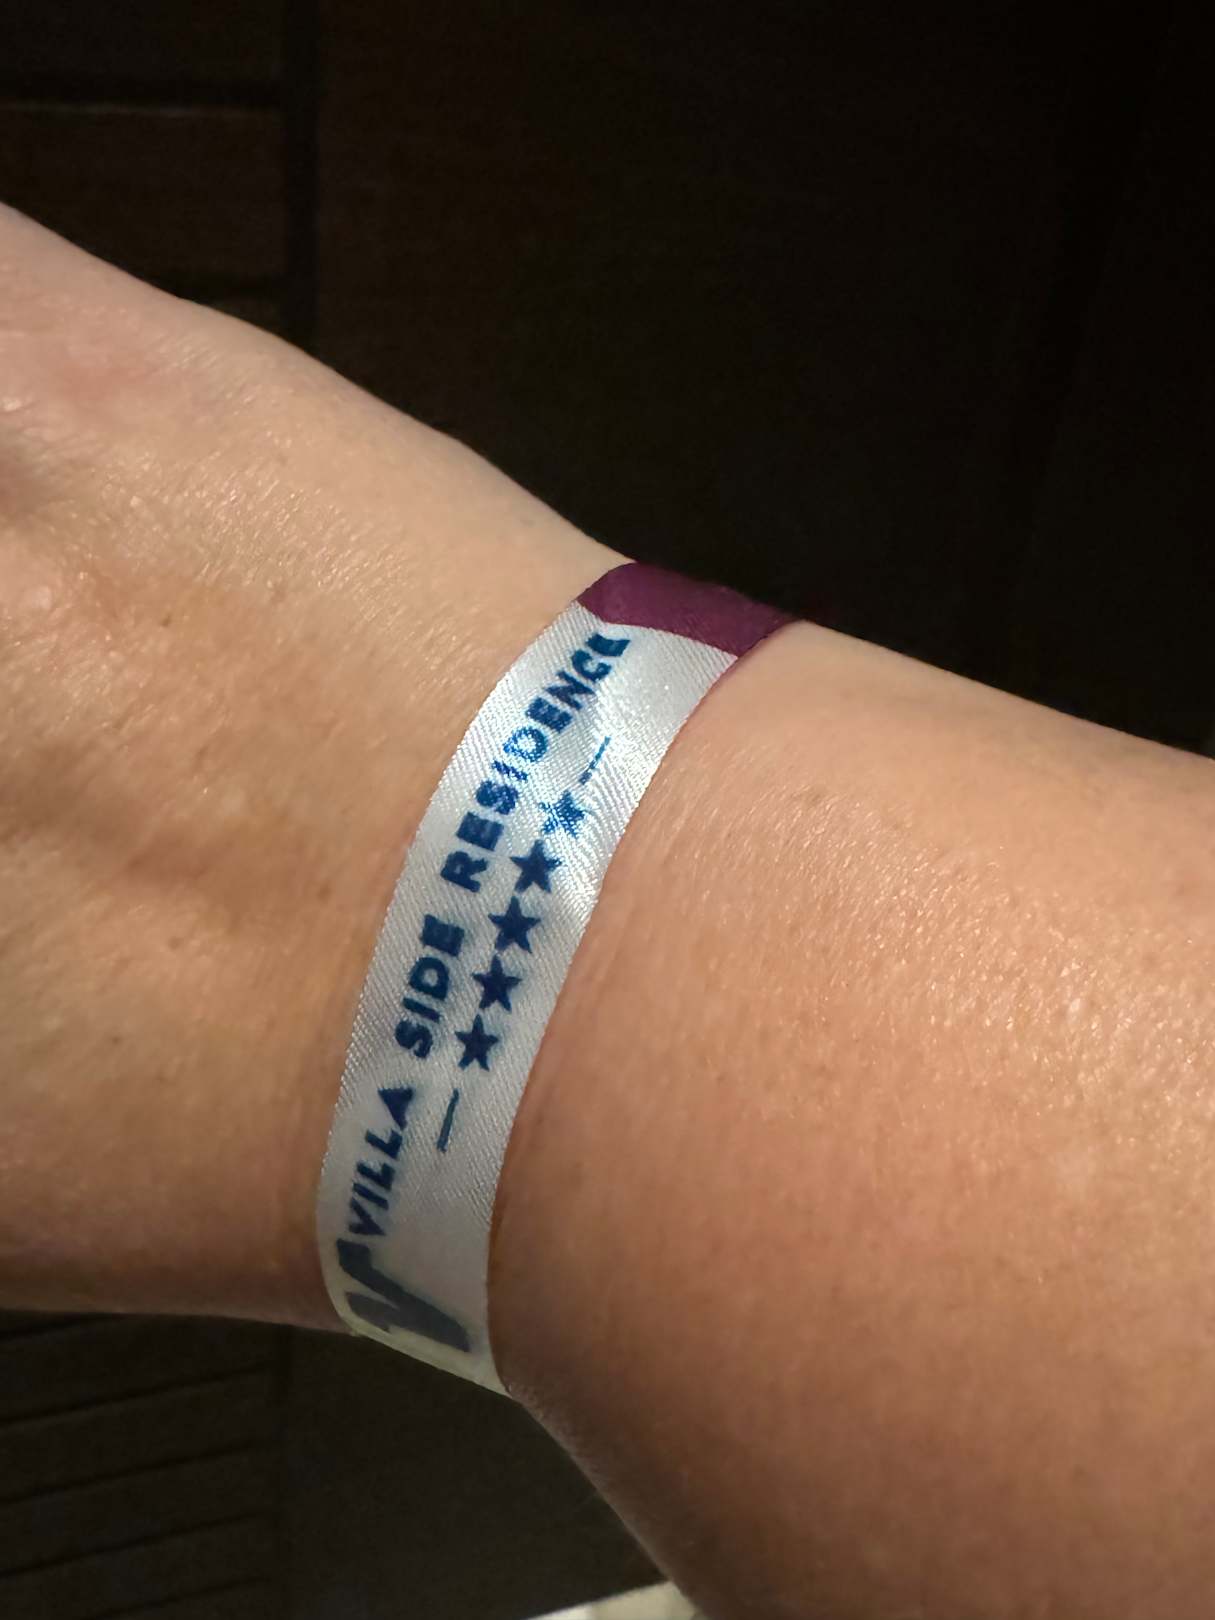 VILLA SIDE RESIDENCE
— ★★★★★ —